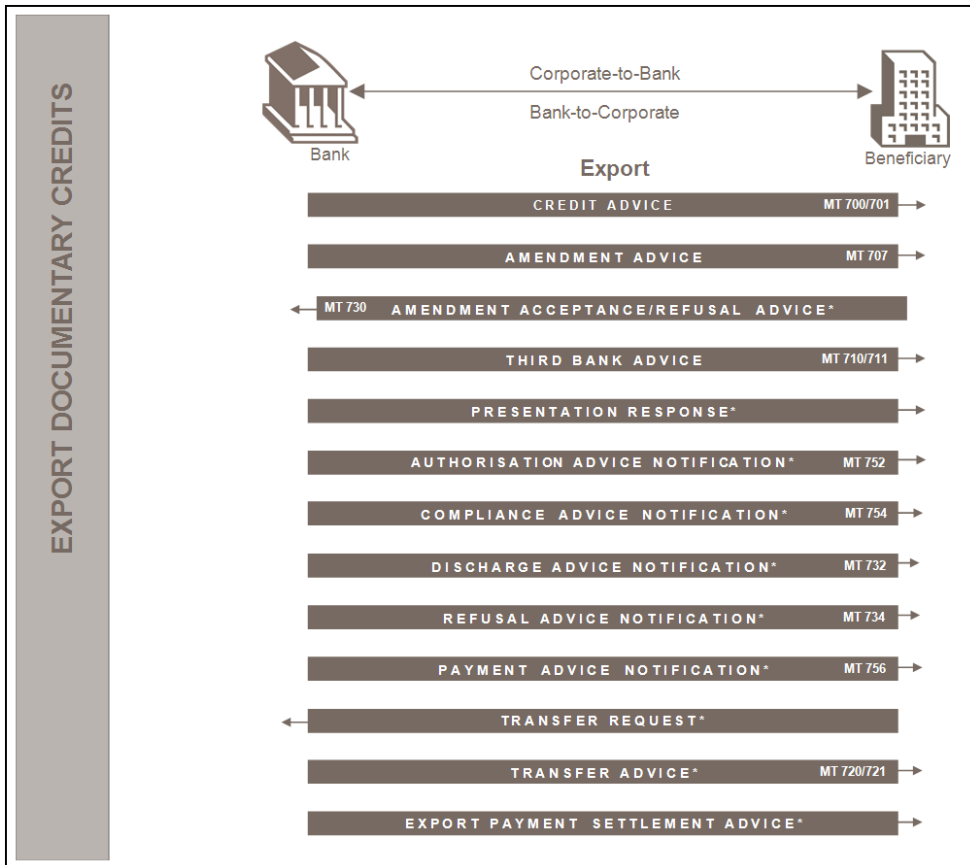 EXPORT DOCUMENTARY CREDITS
Corporate-to-Bank
Bank-to-Corporate
Bank
Beneficiary
Export
CREDIT ADVICE MT 700/701
AMENDMENT ADVICE MT 707
MT 730 AMENDMENT ACCEPTANCE/REFUSAL ADVICE*
THIRD BANK ADVICE MT 710/711
PRESENTATION RESPONSE*
AUTHORISATION ADVICE NOTIFICATION* MT 752
COMPLIANCE ADVICE NOTIFICATION* MT 754
DISCHARGE ADVICE NOTIFICATION* MT 732
REFUSAL ADVICE NOTIFICATION* MT 734
PAYMENT ADVICE NOTIFICATION* MT 756
TRANSFER REQUEST*
TRANSFER ADVICE* MT 720/721
EXPORT PAYMENT SETTLEMENT ADVICE*